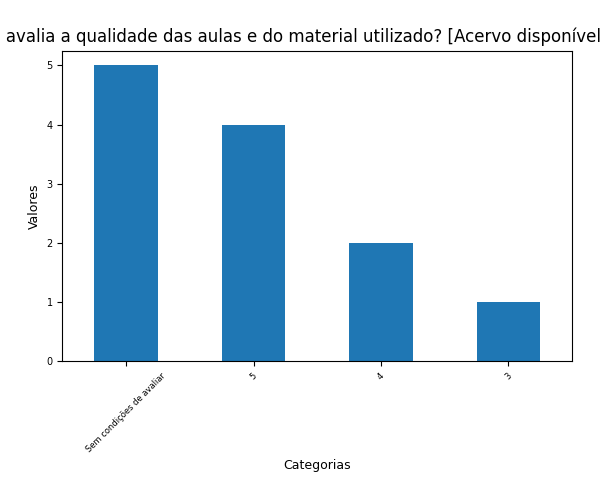 avalia a qualidade das aulas e do material utilizado? [Acervo disponível
5
4
3
2
1
0
Valores
Sem condições de avaliar
5
4
3
Categorias